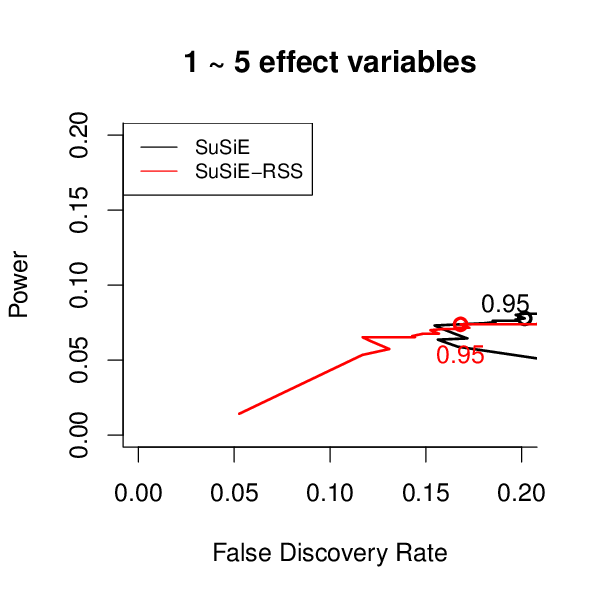 1 ~ 5 effect variables
SuSiE
SuSiE−RSS
Power
0.20
0.15
0.10
0.05
0.00
0.95
0.95
0.00 0.05 0.10 0.15 0.20
False Discovery Rate